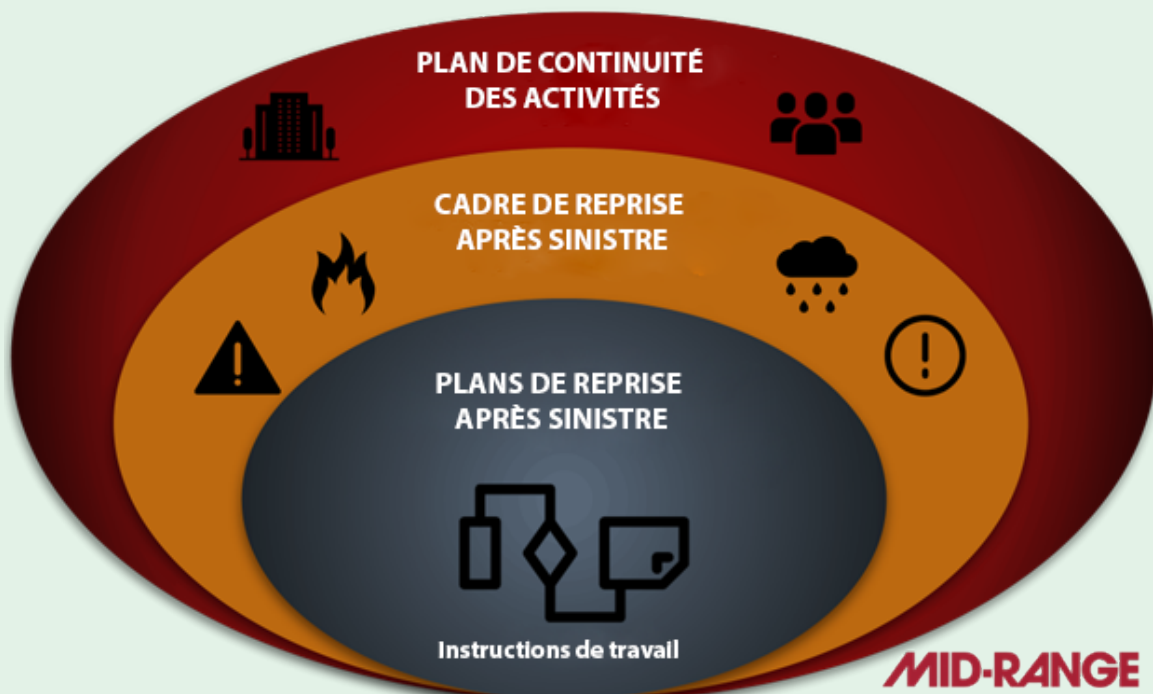 PLAN DE CONTINUITÉ
DES ACTIVITÉS
CADRE DE REPRISE
APRÈS SINISTRE
PLANS DE REPRISE
APRÈS SINISTRE
Instructions de travail
MID-RANGE